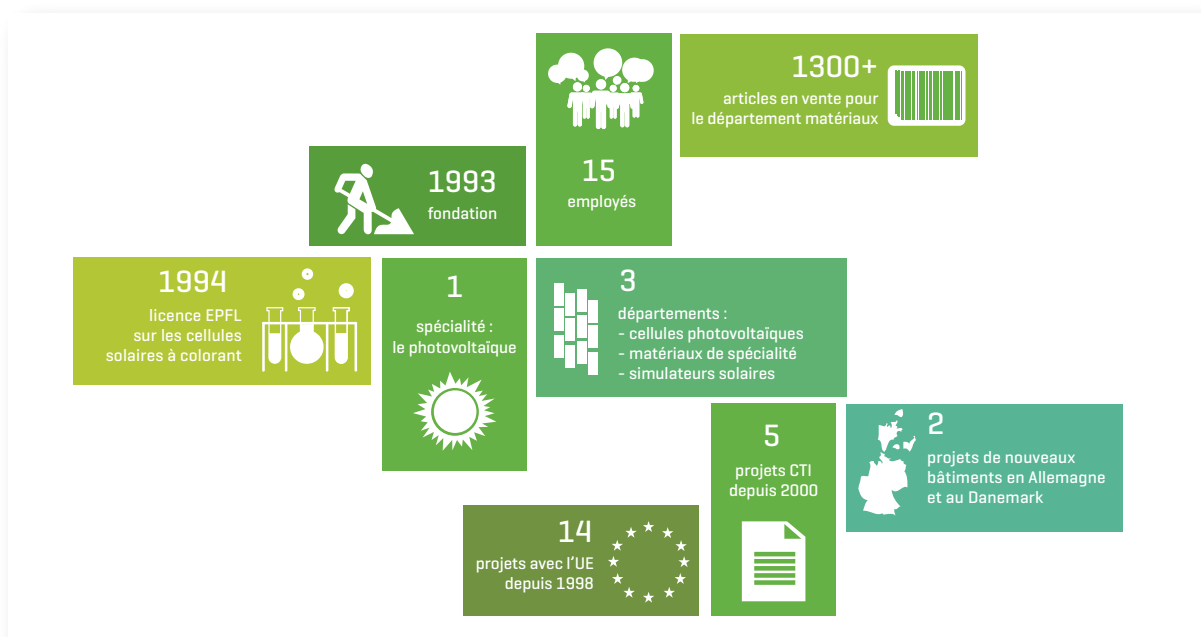 1300+
articles en vente pour
le département matériaux
15
employés
1993
fondation
1994
licence EPFL
sur les cellules
solaires à colorant
1
spécialité :
le photovoltaïque
3
départements :
- cellules photovoltaïques
- matériaux de spécialité
- simulateurs solaires
5
projets CTI
depuis 2000
2
projets de nouveaux
bâtiments en Allemagne
et au Danemark
14
projets avec l'UE
depuis 1998